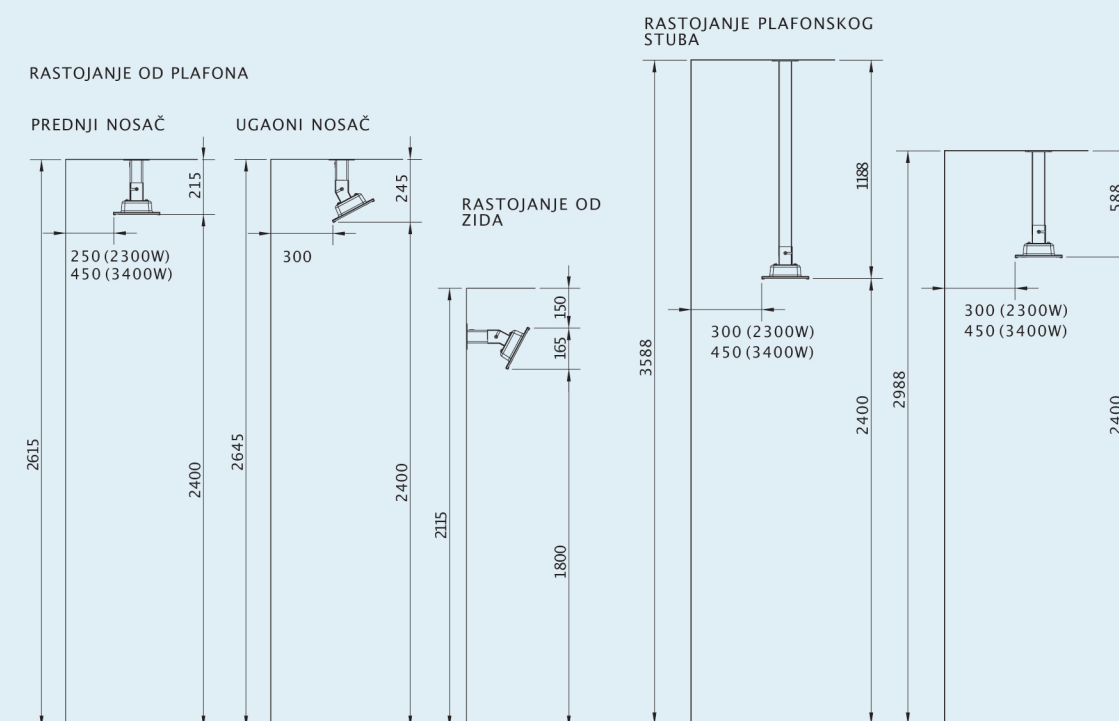 RASTOJANJE OD PLAFONA
PREDNJI NOSAČ
215
250 (2300W)
450 (3400W)
2615
2400
UGAONI NOSAČ
245
300
2645
2400
RASTOJANJE OD
ZIDA
150
165
2115
1800
RASTOJANJE PLAFONSKOG
STUBA
1188
300 (2300W)
450 (3400W)
3588
2400
588
300 (2300W)
450 (3400W)
2988
2400